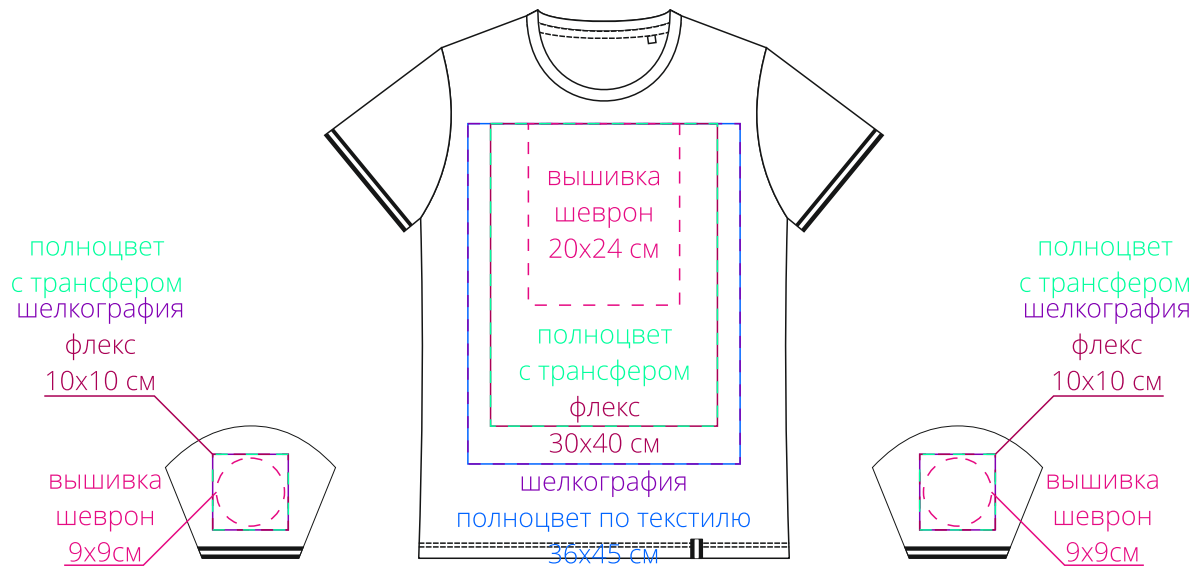 вышивка
шеврон
20х24 см
полноцвет
с трансфером
флекс
30х40 см
шелкография
полноцвет по текстилю
36х45 см
полноцвет
с трансфером
шелкография
флекс
10х10 см
вышивка
шеврон
9х9см
полноцвет
с трансфером
шелкография
флекс
10х10 см
вышивка
шеврон
9х9см